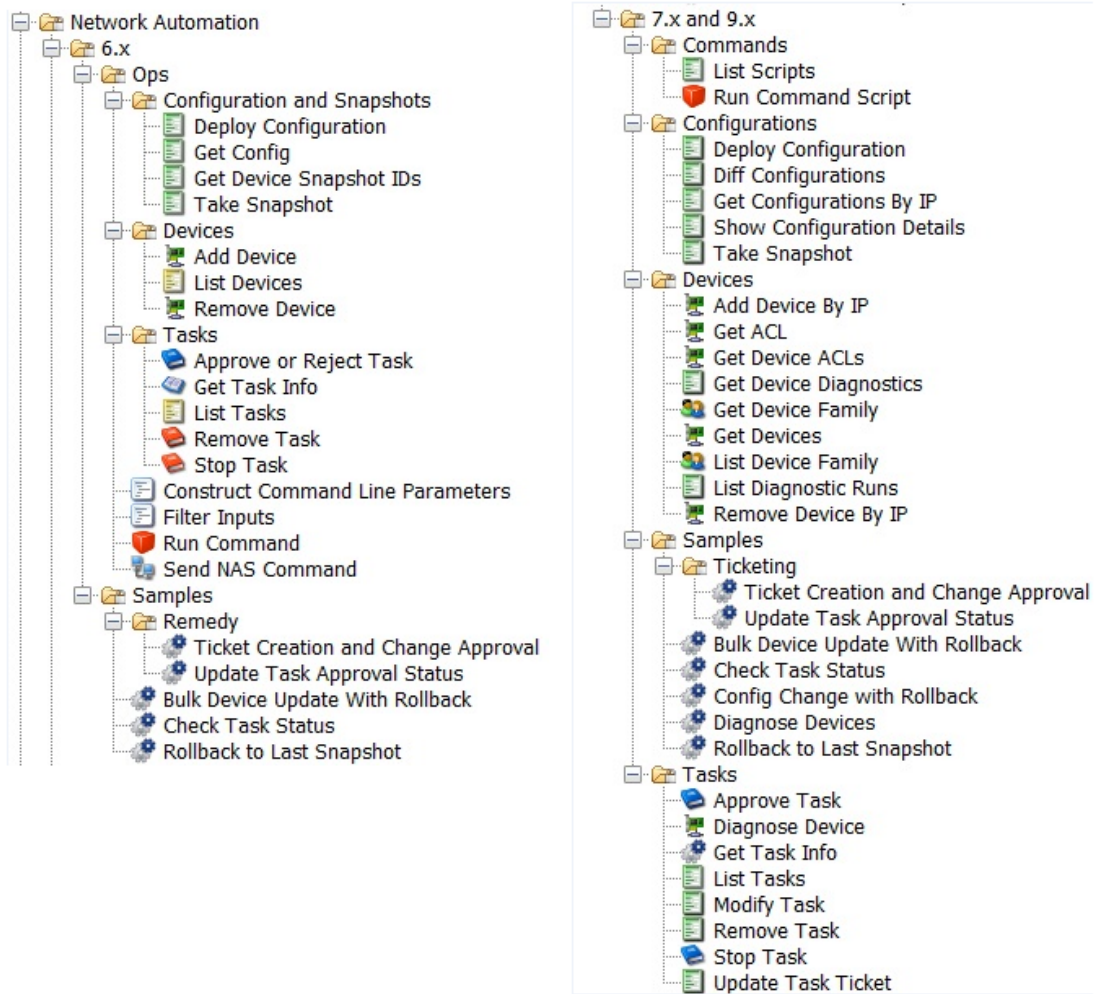 Network Automation
6.x
Ops
Configuration and Snapshots
Deploy Configuration
Get Config
Get Device Snapshot IDs
Take Snapshot
Devices
Add Device
List Devices
Remove Device
Tasks
Approve or Reject Task
Get Task Info
List Tasks
Remove Task
Stop Task
Construct Command Line Parameters
Filter Inputs
Run Command
Send NAS Command
Samples
Remedy
Ticket Creation and Change Approval
Update Task Approval Status
Bulk Device Update With Rollback
Check Task Status
Rollback to Last Snapshot
7.x and 9.x
Commands
List Scripts
Run Command Script
Configurations
Deploy Configuration
Diff Configurations
Get Configurations By IP
Show Configuration Details
Take Snapshot
Devices
Add Device By IP
Get ACL
Get Device ACLs
Get Device Diagnostics
Get Device Family
Get Devices
List Device Family
List Diagnostic Runs
Remove Device By IP
Samples
Ticketing
Ticket Creation and Change Approval
Update Task Approval Status
Bulk Device Update With Rollback
Check Task Status
Config Change with Rollback
Diagnose Devices
Rollback to Last Snapshot
Tasks
Approve Task
Diagnose Device
Get Task Info
List Tasks
Modify Task
Remove Task
Stop Task
Update Task Ticket